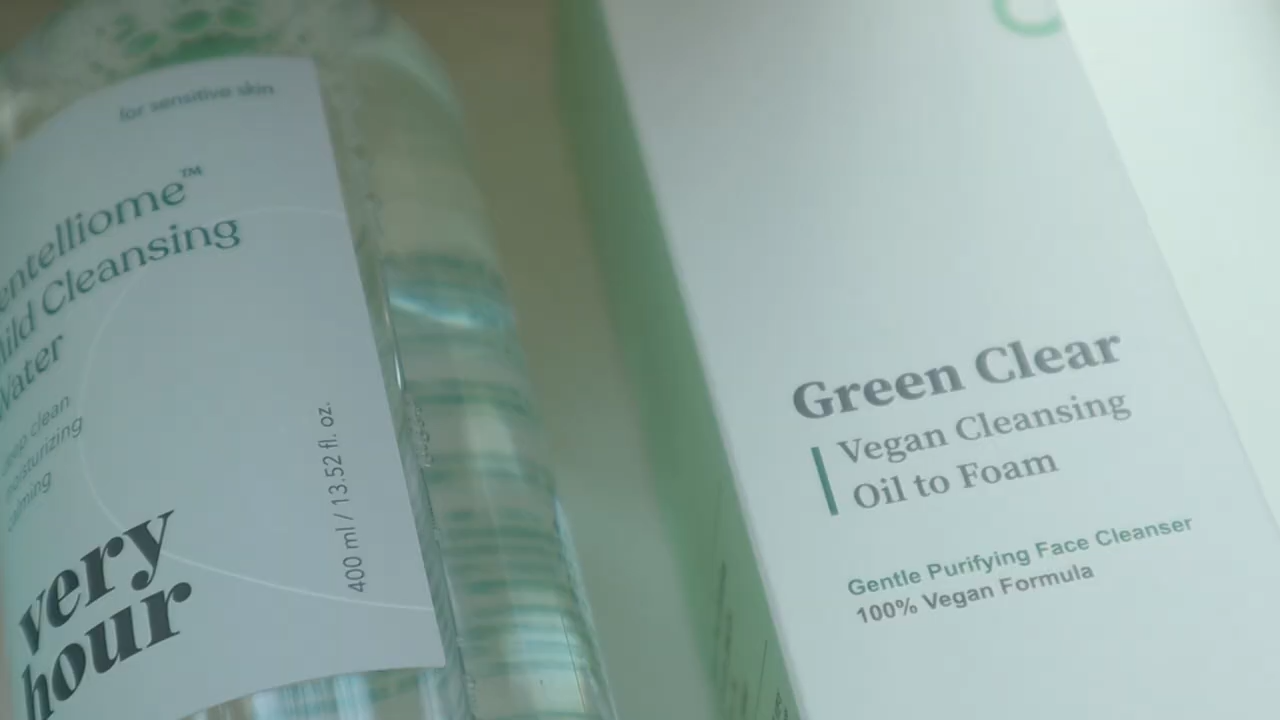 for sensitive skin
entelliome™
ild Cleansing
Water
deep clean
moisturizing
calming
400 ml / 13.52 fl. oz.
very
hour
Green Clear
Vegan Cleansing
Oil to Foam
Gentle Purifying Face Cleanser
100% Vegan Formula